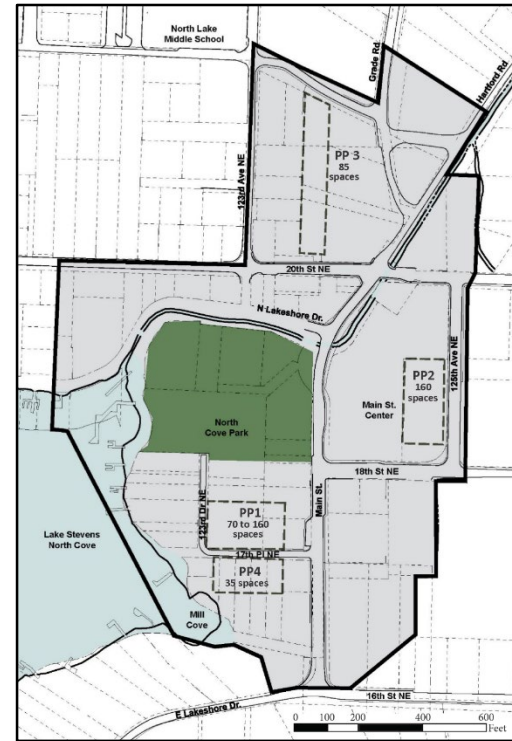 North Lake
Middle School
Grade Rd.
Hartford Rd
123rd Ave NE
PP 3
85
spaces
20th St NE
N Lakeshore Dr.
125th Ave NE
PP2
160
spaces
Main St.
Center
North
Cove Park
18th St NE
Main St.
123rd Dr NE
PP1
70 to 160
spaces
17th Pl NE
PP4
35 spaces
Lake Stevens
North Cove
Mill
Cove
16th St NE
E Lakeshore Dr.
0 100 200 400 600
Feet